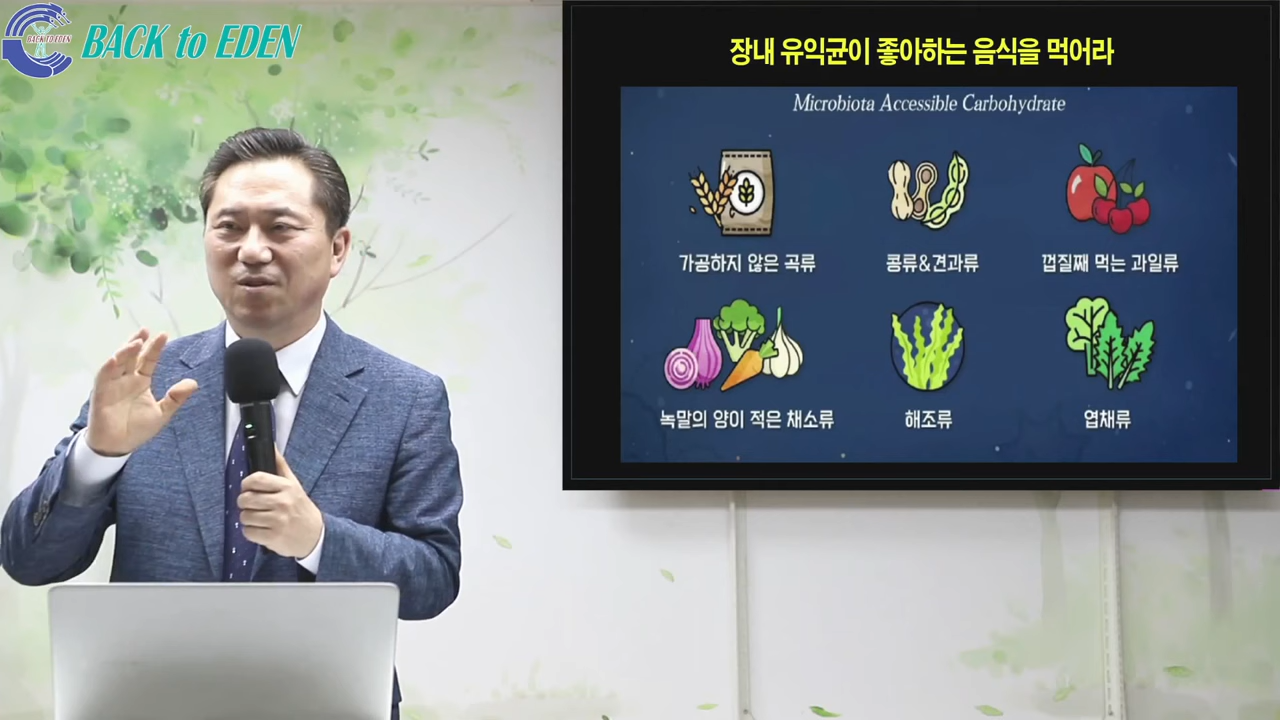 BACK TO EDEN
BACK to EDEN
장내 유익균이 좋아하는 음식을 먹어라
Microbiota Accessible Carbohydrate
가공하지 않은 곡류
콩류&견과류
껍질째 먹는 과일류
녹말의 양이 적은 채소류
해조류
엽채류